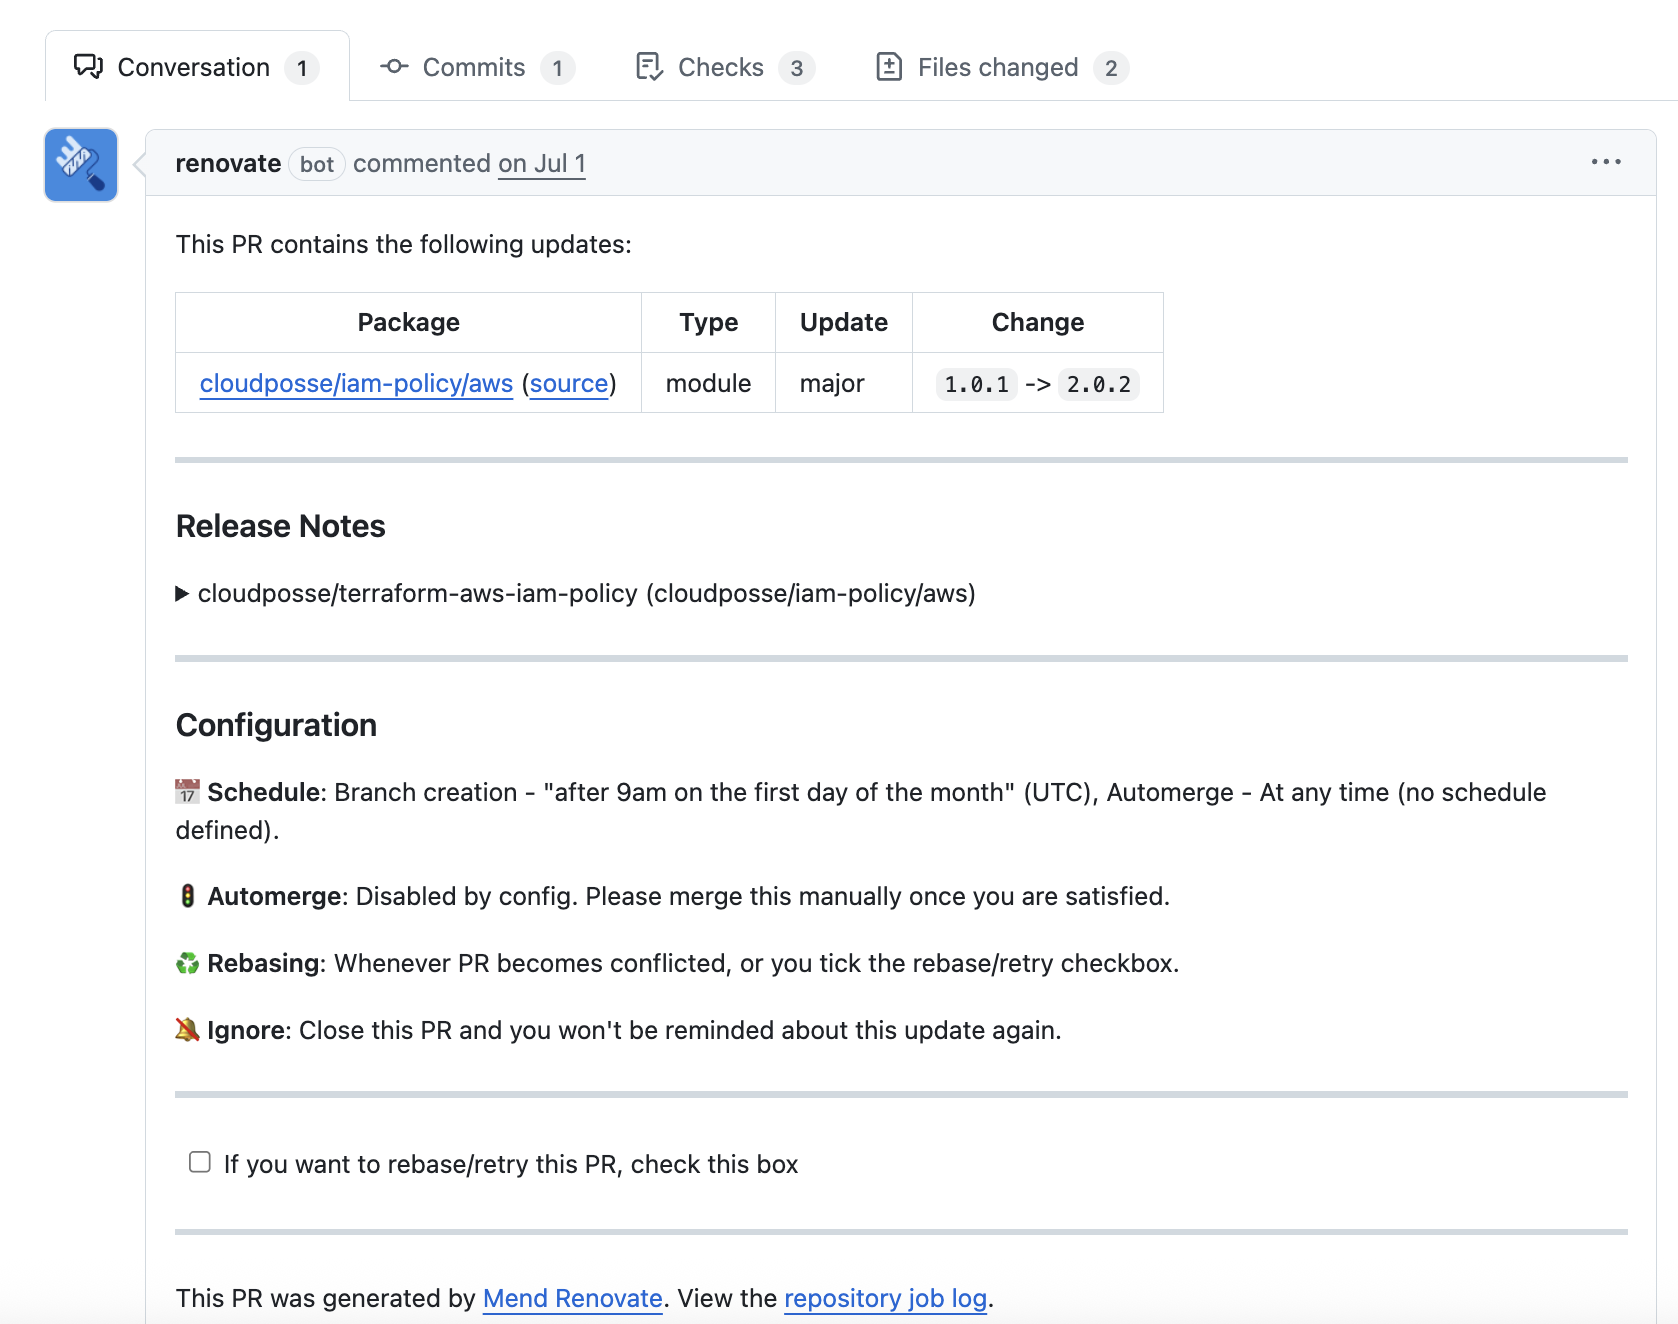 Conversation 1 Commits 1 Checks 3 Files changed 2
renovate bot commented on Jul 1
This PR contains the following updates:
Package Type Update Change
cloudposse/iam-policy/aws (source) module major 1.0.1 -> 2.0.2
Release Notes
cloudposse/terraform-aws-iam-policy (cloudposse/iam-policy/aws)
Configuration
17 Schedule: Branch creation - "after 9am on the first day of the month" (UTC), Automerge - At any time (no schedule
defined).
Automerge: Disabled by config. Please merge this manually once you are satisfied.
Rebasing: Whenever PR becomes conflicted, or you tick the rebase/retry checkbox.
Ignore: Close this PR and you won't be reminded about this update again.
If you want to rebase/retry this PR, check this box
This PR was generated by Mend Renovate. View the repository job log.